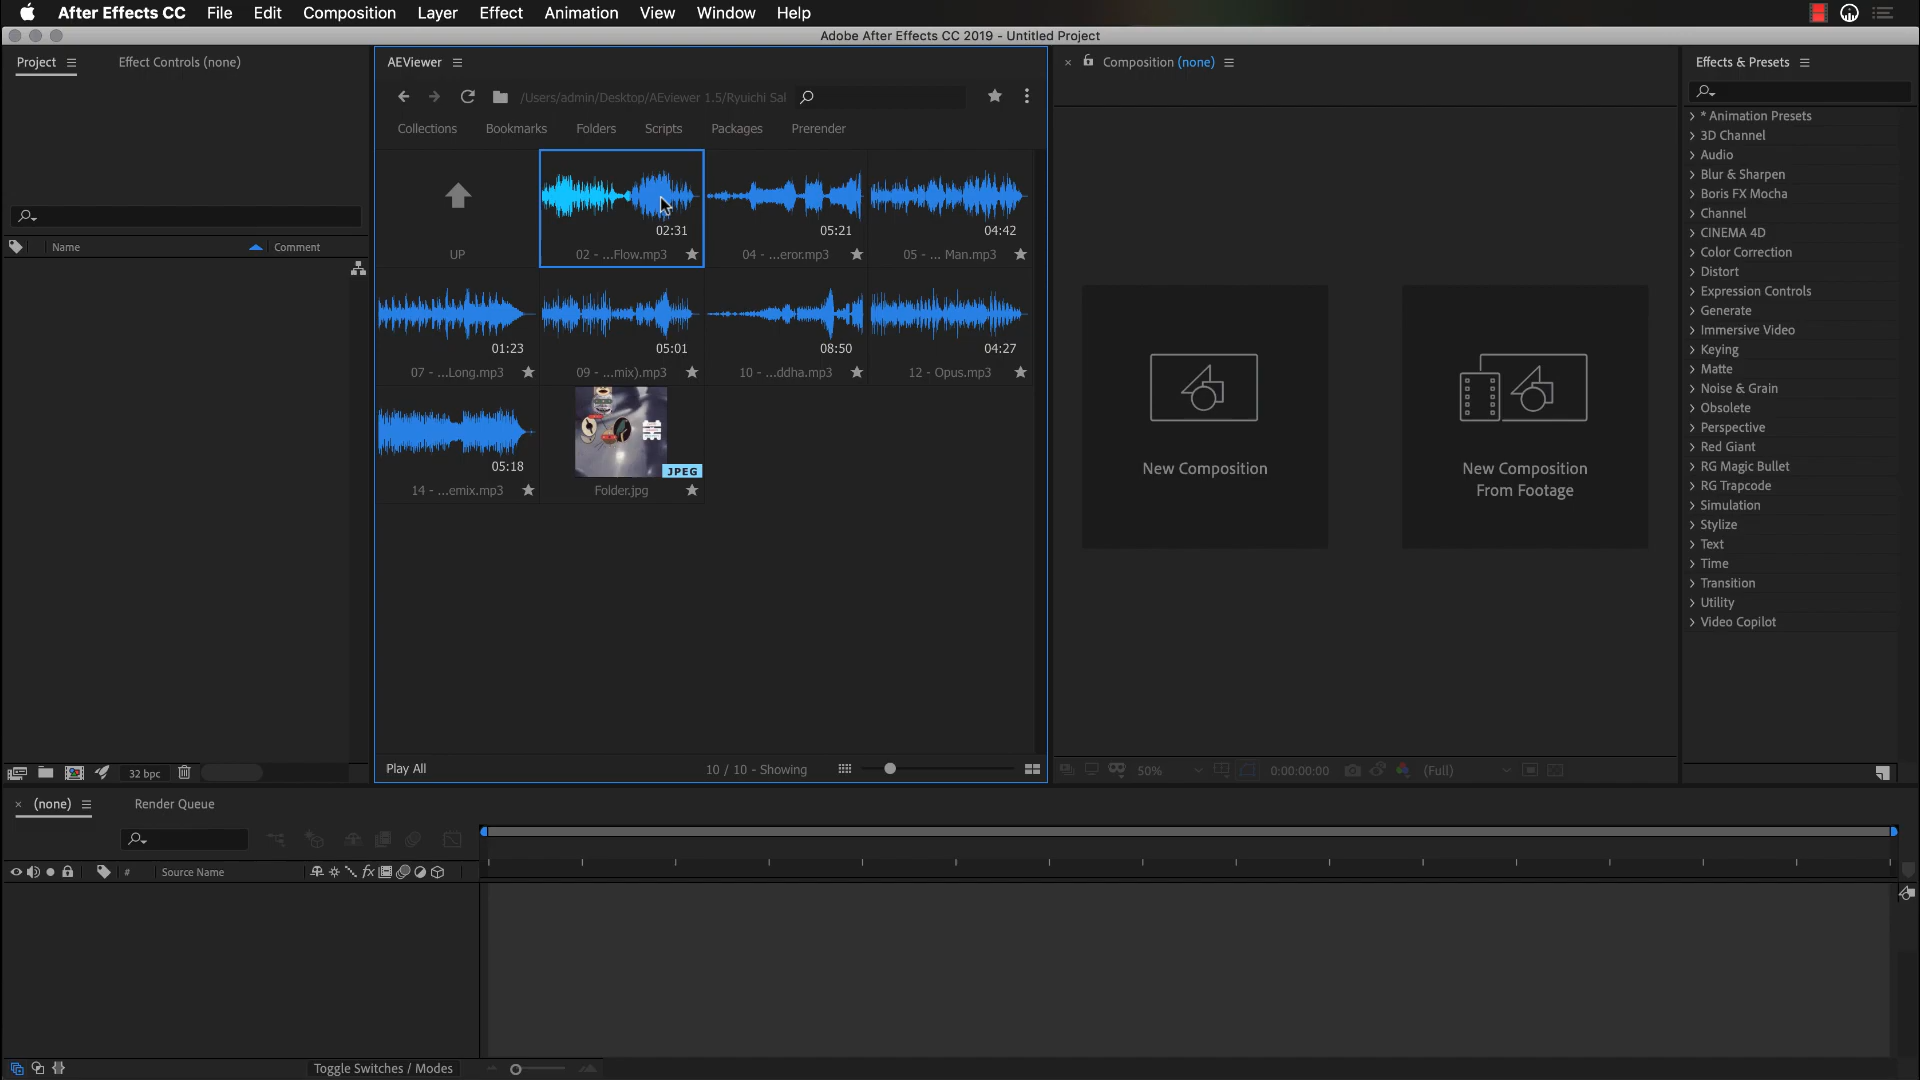 After Effects CC File Edit Composition Layer Effect Animation View Window Help
Adobe After Effects CC 2019 - Untitled Project
Project
Effect Controls (none)
Name
Comment
32 bpc
AEViewer
/Users/admin/Desktop/AEviewer 1.5/Ryuichi Sal
Collections Bookmarks Folders Scripts Packages Prerender
UP
02:31
02 - ...Flow.mp3
05:21
04 - ...eror.mp3
04:42
05 - ... Man.mp3
01:23
07 - ...Long.mp3
05:01
09 - ...mix).mp3
08:50
10 - ...ddha.mp3
04:27
12 - Opus.mp3
05:18
14 - ...emix.mp3
JPEG
Folder.jpg
Play All
10 / 10 - Showing
Composition (none)
New Composition
New Composition
From Footage
50%
0:00:00:00
(Full)
Effects & Presets
* Animation Presets
3D Channel
Audio
Blur & Sharpen
Boris FX Mocha
Channel
CINEMA 4D
Color Correction
Distort
Expression Controls
Generate
Immersive Video
Keying
Matte
Noise & Grain
Obsolete
Perspective
Red Giant
RG Magic Bullet
RG Trapcode
Simulation
Stylize
Text
Time
Transition
Utility
Video Copilot
(none)
Render Queue
#
Source Name
fx
Toggle Switches / Modes